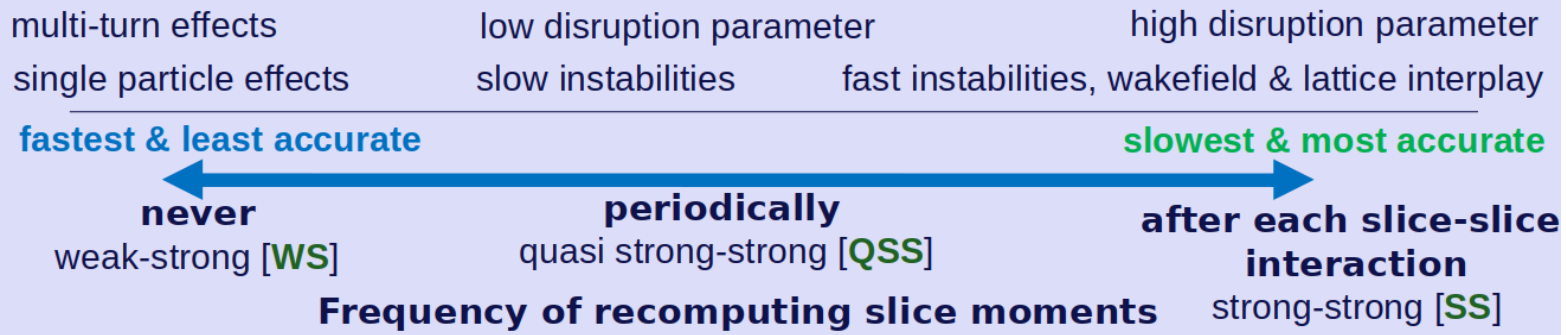 multi-turn effects
low disruption parameter
high disruption parameter
single particle effects
slow instabilities
fast instabilities, wakefield & lattice interplay
fastest & least accurate
slowest & most accurate
never
weak-strong [WS]
periodically
quasi strong-strong [QSS]
after each slice-slice
interaction
strong-strong [SS]
Frequency of recomputing slice moments